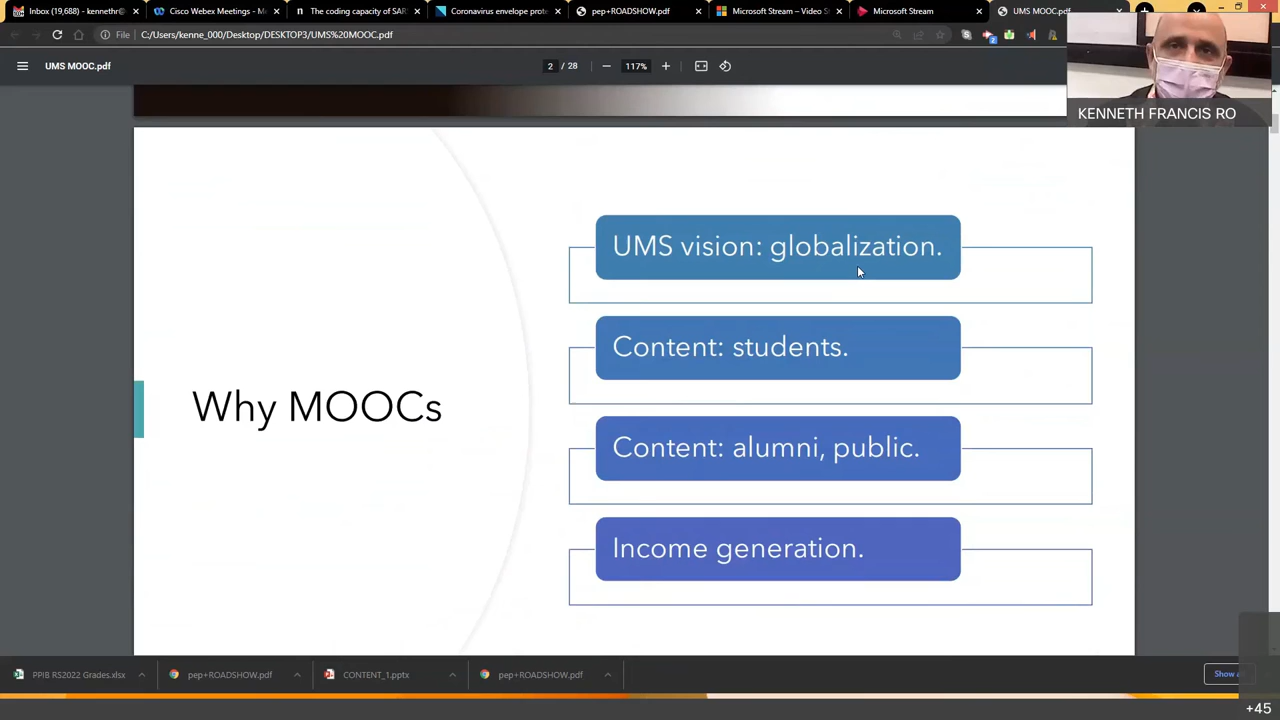 Inbox (19,688) - kennethr@
Cisco Webex Meetings - M
The coding capacity of SAR
Coronavirus envelope prot
pep+ROADSHOW.pdf
Microsoft Stream – Video S
Microsoft Stream
UMS MOOC.pdf
File
C:/Users/kenne_000/Desktop/DESKTOP3/UMS%20MOOC.pdf
UMS MOOC.pdf
2 / 28
117%
KENNETH FRANCIS RO
Why MOOCs
UMS vision: globalization.
Content: students.
Content: alumni, public.
Income generation.
PPIB RS2022 Grades.xlsx
pep+ROADSHOW.pdf
CONTENT_1.pptx
pep+ROADSHOW.pdf
Show
+45